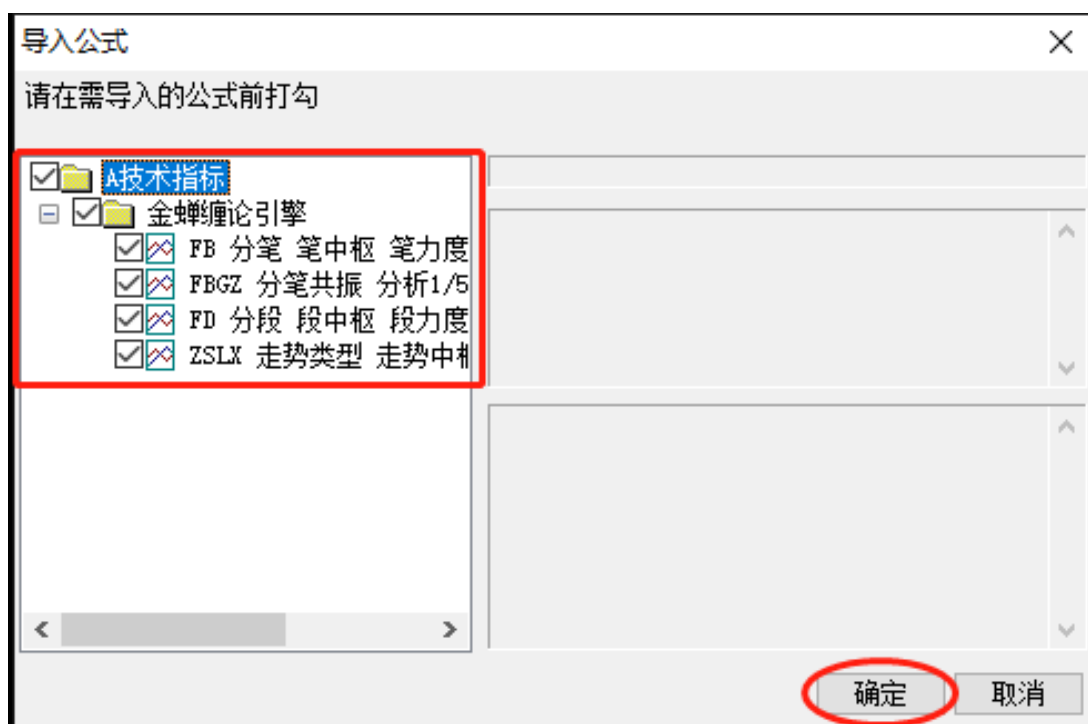 导入公式
请在需导入的公式前打勾
A技术指标
金蝉缠论引擎
FB 分笔 笔中枢 笔力度
FBGZ 分笔共振 分析1/5
FD 分段 段中枢 段力度
ZSLX 走势类型 走势中
确定
取消